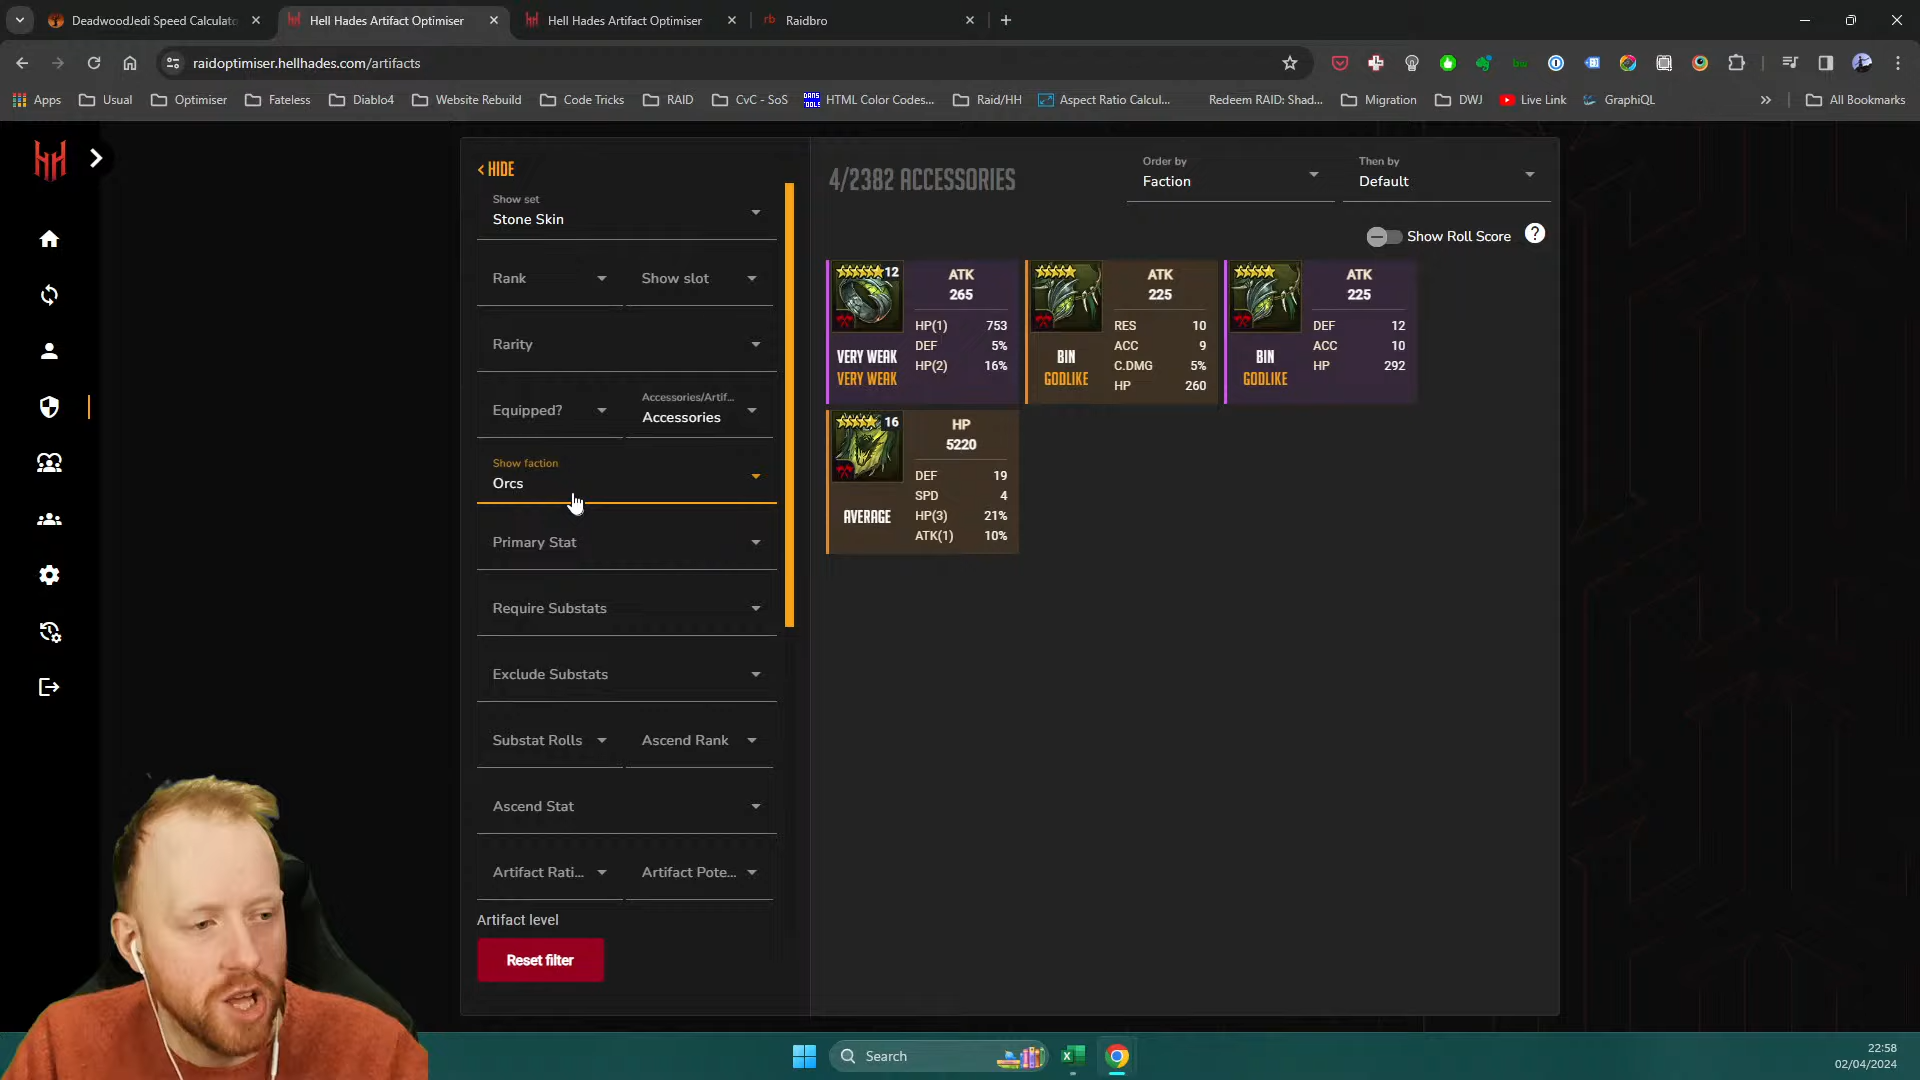 DeadwoodJedi Speed Calculato
Hell Hades Artifact Optimiser
Hell Hades Artifact Optimiser
rb Raidbro
raidoptimiser.hellhades.com/artifacts
Apps
Usual
Optimiser
Fateless
Diablo4
Website Rebuild
Code Tricks
RAID
CvC - SoS
HTML Color Codes...
Raid/HH
Aspect Ratio Calcul...
Redeem RAID: Shad...
Migration
DWJ
Live Link
GraphiQL
All Bookmarks
< HIDE
Show set
Stone Skin
Rank
Show slot
Rarity
Equipped?
Accessories/Artif...
Accessories
Show faction
Orcs
Primary Stat
Require Substats
Exclude Substats
Substat Rolls
Ascend Rank
Ascend Stat
Artifact Rati...
Artifact Pote...
Artifact level
Reset filter
4/2382 ACCESSORIES
Order by
Faction
Then by
Default
Show Roll Score
?
12
VERY WEAK
VERY WEAK
ATK
265
HP(1) 753
DEF 5%
HP(2) 16%
BIN
GODLIKE
ATK
225
RES 10
ACC 9
C.DMG 5%
HP 260
BIN
GODLIKE
ATK
225
DEF 12
ACC 10
HP 292
16
AVERAGE
HP
5220
DEF 19
SPD 4
HP(3) 21%
ATK(1) 10%
Search
22:58
02/04/2024